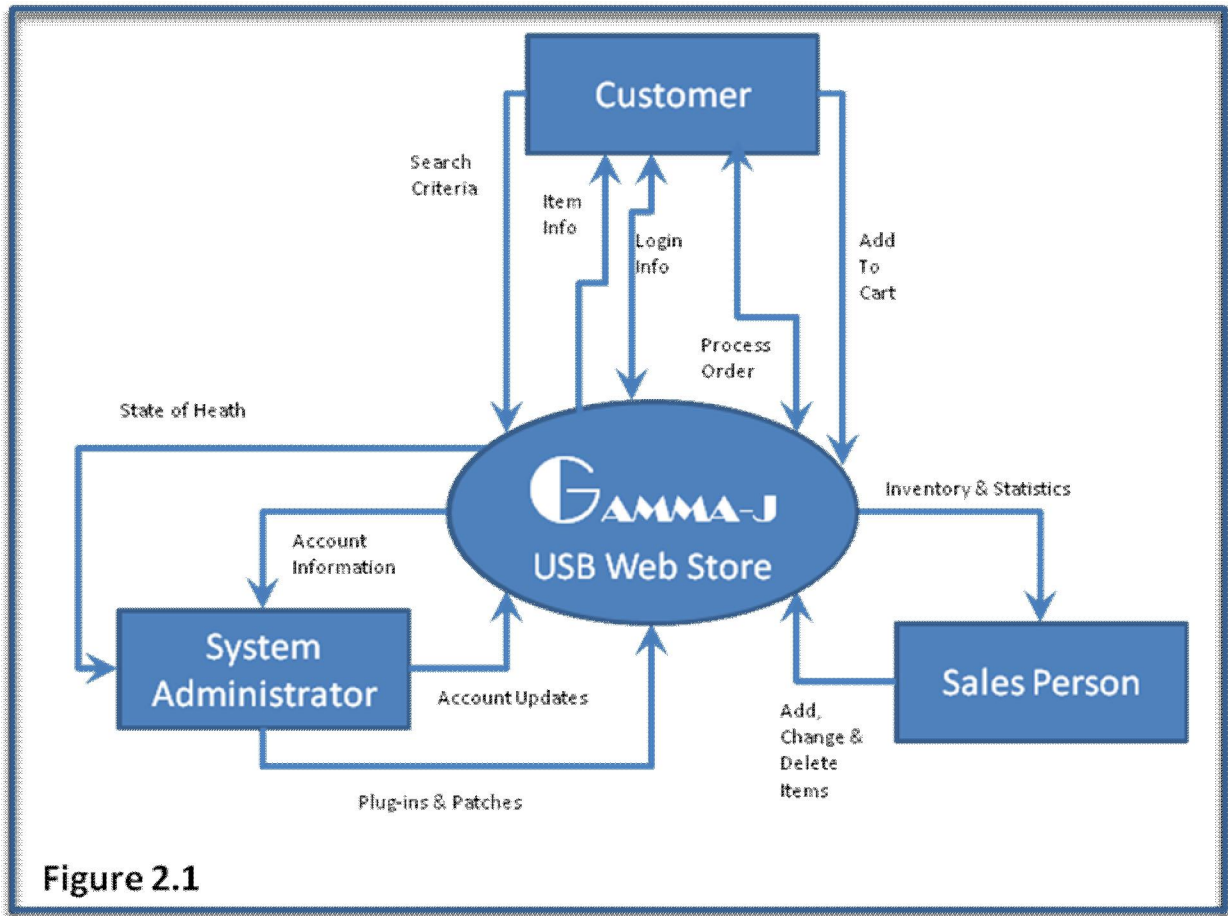 Customer
Search
Criteria
Item
Info
Login
Info
Add
To
Cart
Process
Order
State of Heath
GAMMA-J
USB Web Store
Inventory & Statistics
Account
Information
System
Administrator
Account Updates
Sales Person
Add,
Change &
Delete
Items
Plug-ins & Patches
Figure 2.1